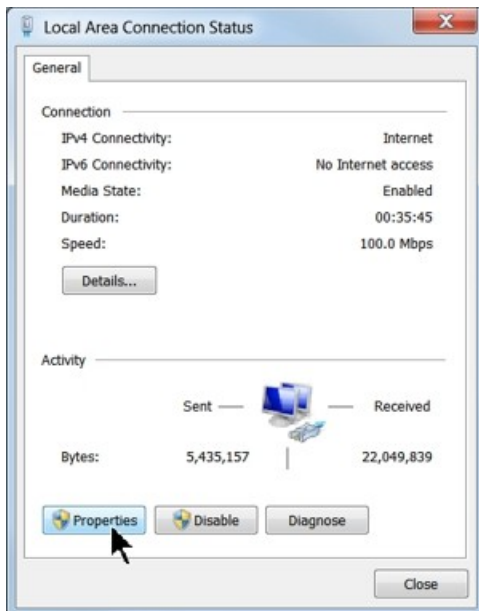 Local Area Connection Status
General
Connection
IPv4 Connectivity: Internet
IPv6 Connectivity: No Internet access
Media State: Enabled
Duration: 00:35:45
Speed: 100.0 Mbps
Details...
Activity
Sent Received
Bytes: 5,435,157 22,049,839
Properties Disable Diagnose
Close